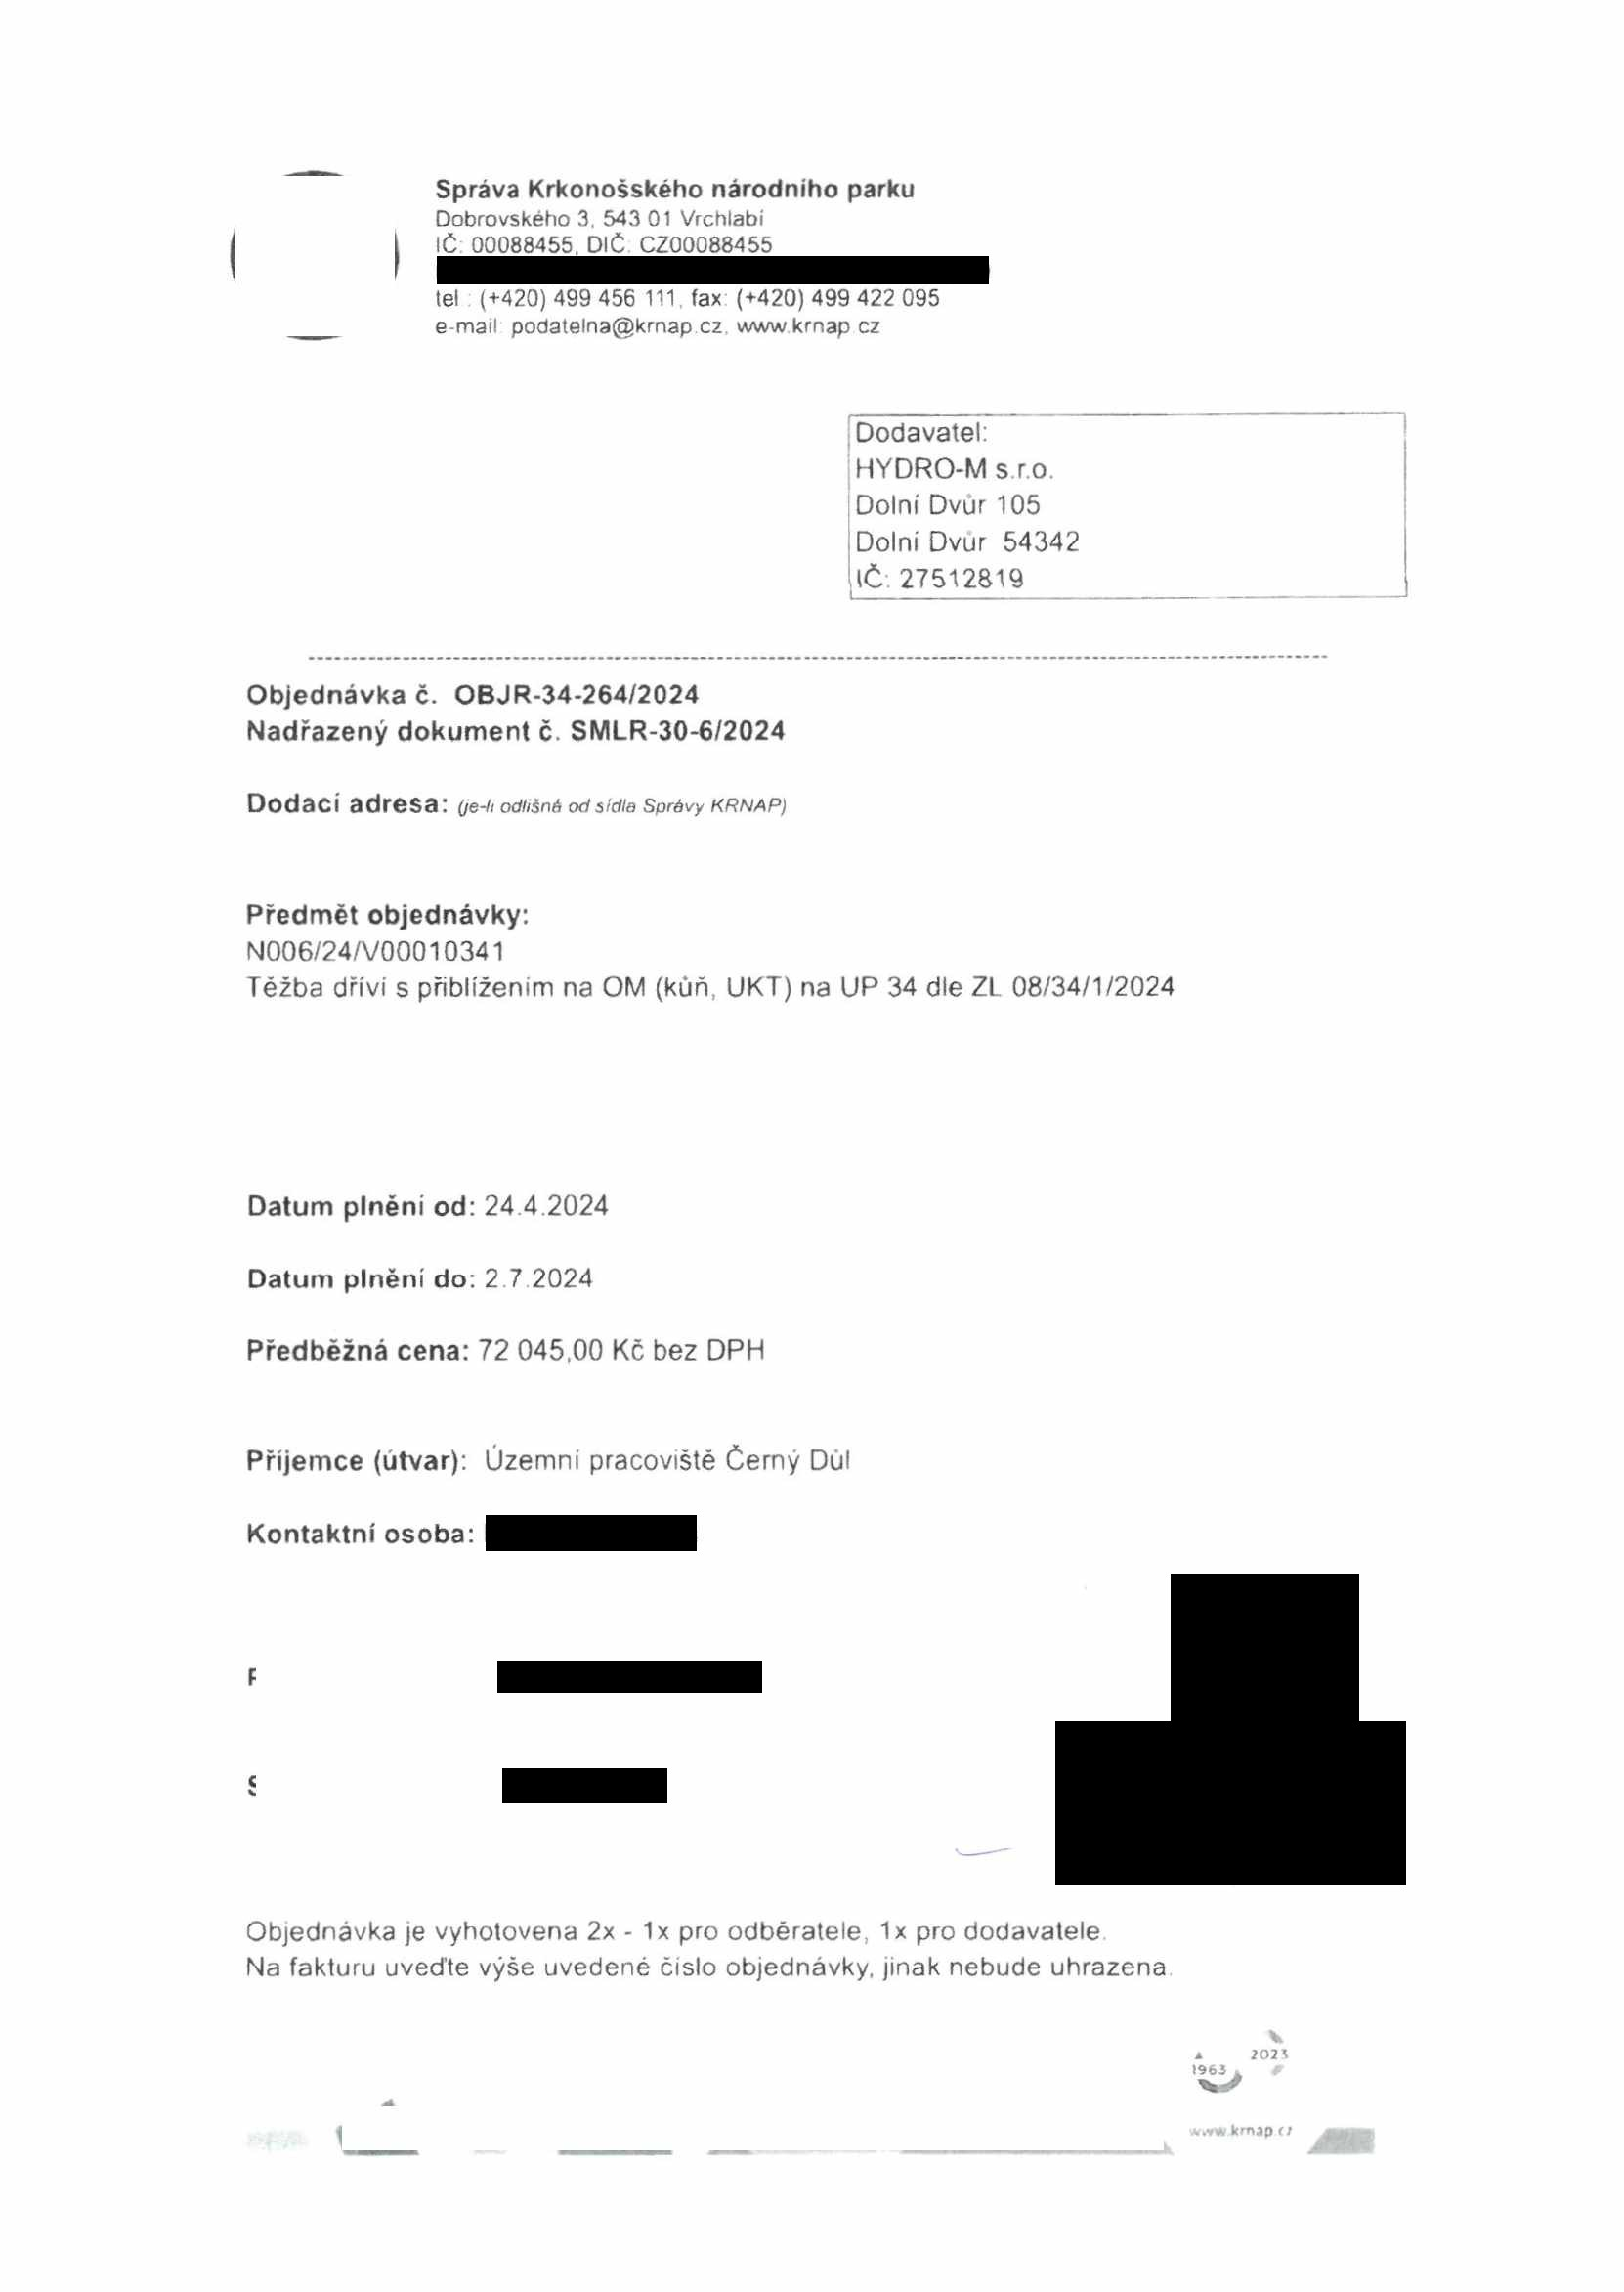 Správa Krkonošského národního parku
Dobrovského 3, 543 01 Vrchlabí
IČ: 00088455, DIČ: CZ00088455
tel.: (+420) 499 456 111, fax: (+420) 499 422 095
e-mail: podatelna@krnap.cz, www.krnap.cz
Dodavatel:
HYDRO-M s.r.o.
Dolní Dvůr 105
Dolní Dvůr 54342
IČ: 27512819
Objednávka č. OBJR-34-264/2024
Nadřazený dokument č. SMLR-30-6/2024
Dodací adresa: (je-li odlišná od sídla Správy KRNAP)
Předmět objednávky:
N006/24/V00010341
Těžba dříví s přiblížením na OM (kůň, UKT) na UP 34 dle ZL 08/34/1/2024
Datum plnění od: 24.4.2024
Datum plnění do: 2.7.2024
Předběžná cena: 72 045,00 Kč bez DPH
Příjemce (útvar): Územní pracoviště Černý Důl
Kontaktní osoba:
Objednávka je vyhotovena 2x - 1x pro odběratele, 1x pro dodavatele.
Na fakturu uveďte výše uvedené číslo objednávky, jinak nebude uhrazena.
1963 2023
www.krnap.cz